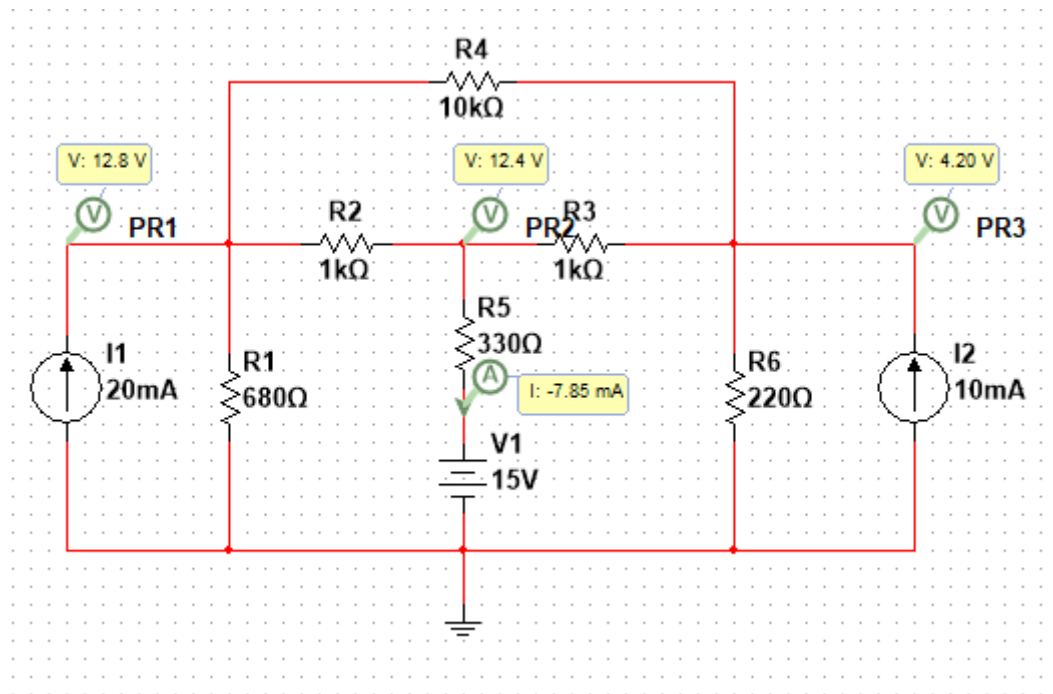 R4
10kΩ
V: 12.8 V
V: 12.4 V
V: 4.20 V
V
V
V
PR1
R2
PR2
R3
PR3
1kΩ
1kΩ
I1
20mA
R1
680Ω
R5
330Ω
A
I: -7.85 mA
R6
220Ω
I2
10mA
V1
15V